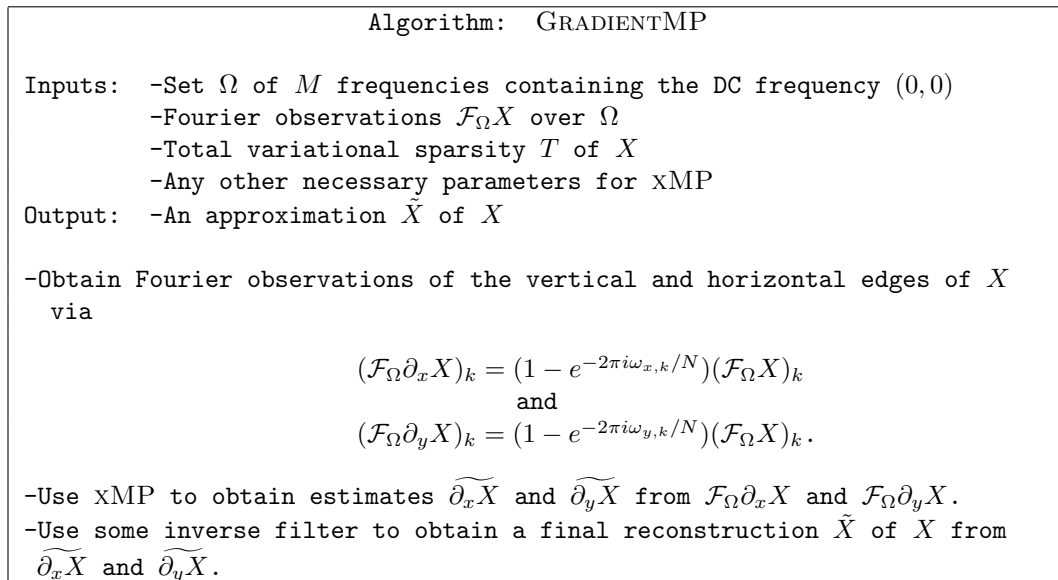 Algorithm: GRADIENTMP
Inputs: -Set Ω of M frequencies containing the DC frequency (0, 0)
-Fourier observations ℱ_Ω X over Ω
-Total variational sparsity T of X
-Any other necessary parameters for xMP
Output: -An approximation X̃ of X
-Obtain Fourier observations of the vertical and horizontal edges of X
via
(ℱ_Ω ∂_x X)_k = (1 − e^{−2πiω_{x,k}/N})(ℱ_Ω X)_k
and
(ℱ_Ω ∂_y X)_k = (1 − e^{−2πiω_{y,k}/N})(ℱ_Ω X)_k.
-Use xMP to obtain estimates \widetilde{∂_x X} and \widetilde{∂_y X} from ℱ_Ω ∂_x X and ℱ_Ω ∂_y X.
-Use some inverse filter to obtain a final reconstruction X̃ of X from
\widetilde{∂_x X} and \widetilde{∂_y X}.